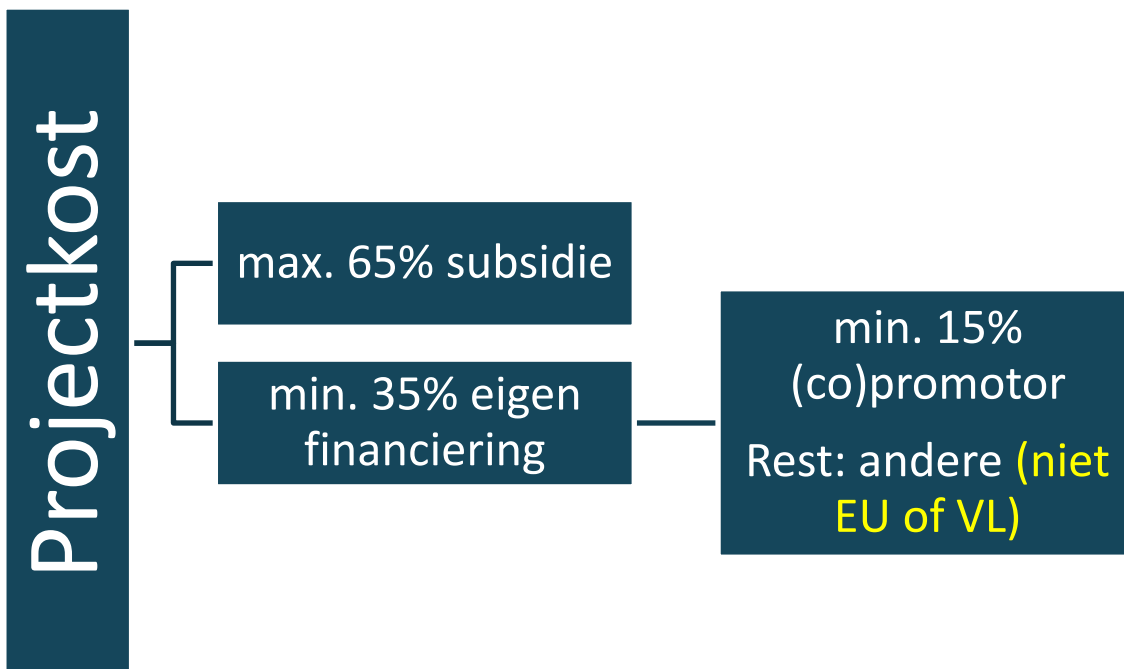 Projectkost
max. 65% subsidie
min. 35% eigen
financiering
min. 15%
(co)promotor
Rest: andere (niet
EU of VL)